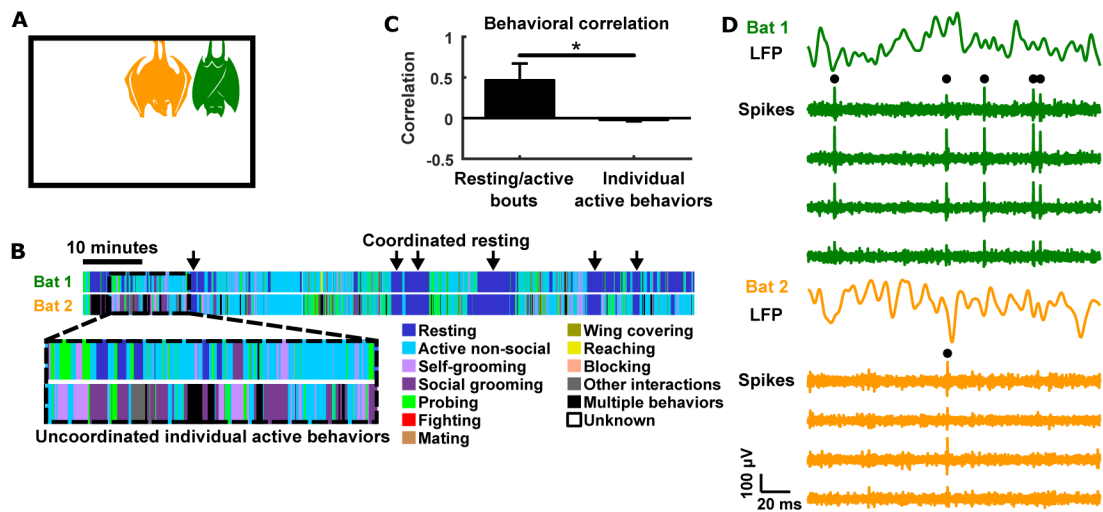 A
B
10 minutes
Coordinated resting
Bat 1
Bat 2
Resting
Active non-social
Self-grooming
Social grooming
Probing
Fighting
Mating
Wing covering
Reaching
Blocking
Other interactions
Multiple behaviors
Unknown
Uncoordinated individual active behaviors
C
Behavioral correlation
*
Correlation
1
0.5
0
-0.5
Resting/active
bouts
Individual
active behaviors
D
Bat 1
LFP
Spikes
Bat 2
LFP
Spikes
100 µV
20 ms